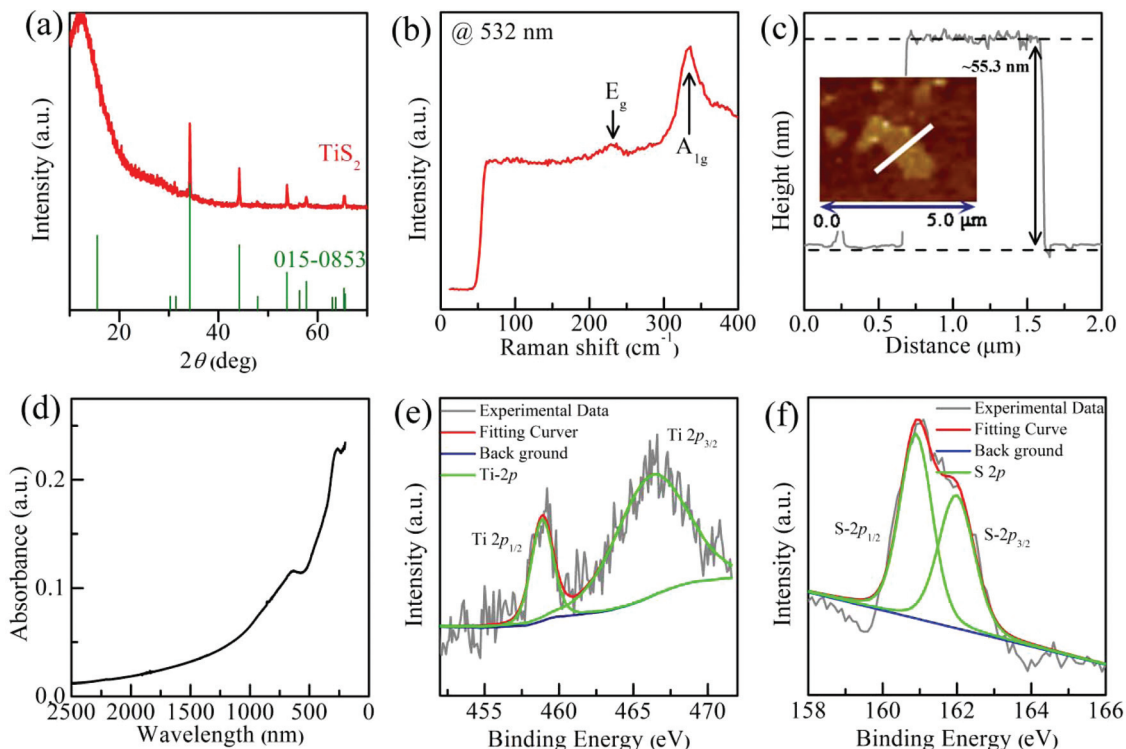 (a)
Intensity (a.u.)
TiS2
015-0853
20 40 60
2θ (deg)
(b)
@ 532 nm
Eg
A1g
Intensity (a.u.)
0 100 200 300 400
Raman shift (cm-1)
(c)
~55.3 nm
Height (nm)
0.0 5.0 μm
0.0 0.5 1.0 1.5 2.0
Distance (μm)
(d)
Absorbance (a.u.)
0.2
0.1
0.0
2500 2000 1500 1000 500 0
Wavelength (nm)
(e)
Experimental Data
Fitting Curver
Back ground
Ti-2p
Ti 2p3/2
Ti 2p1/2
Intensity (a.u.)
455 460 465 470
Binding Energy (eV)
(f)
Experimental Data
Fitting Curve
Back ground
S 2p
S-2p1/2
S-2p3/2
Intensity (a.u.)
158 160 162 164 166
Binding Energy (eV)